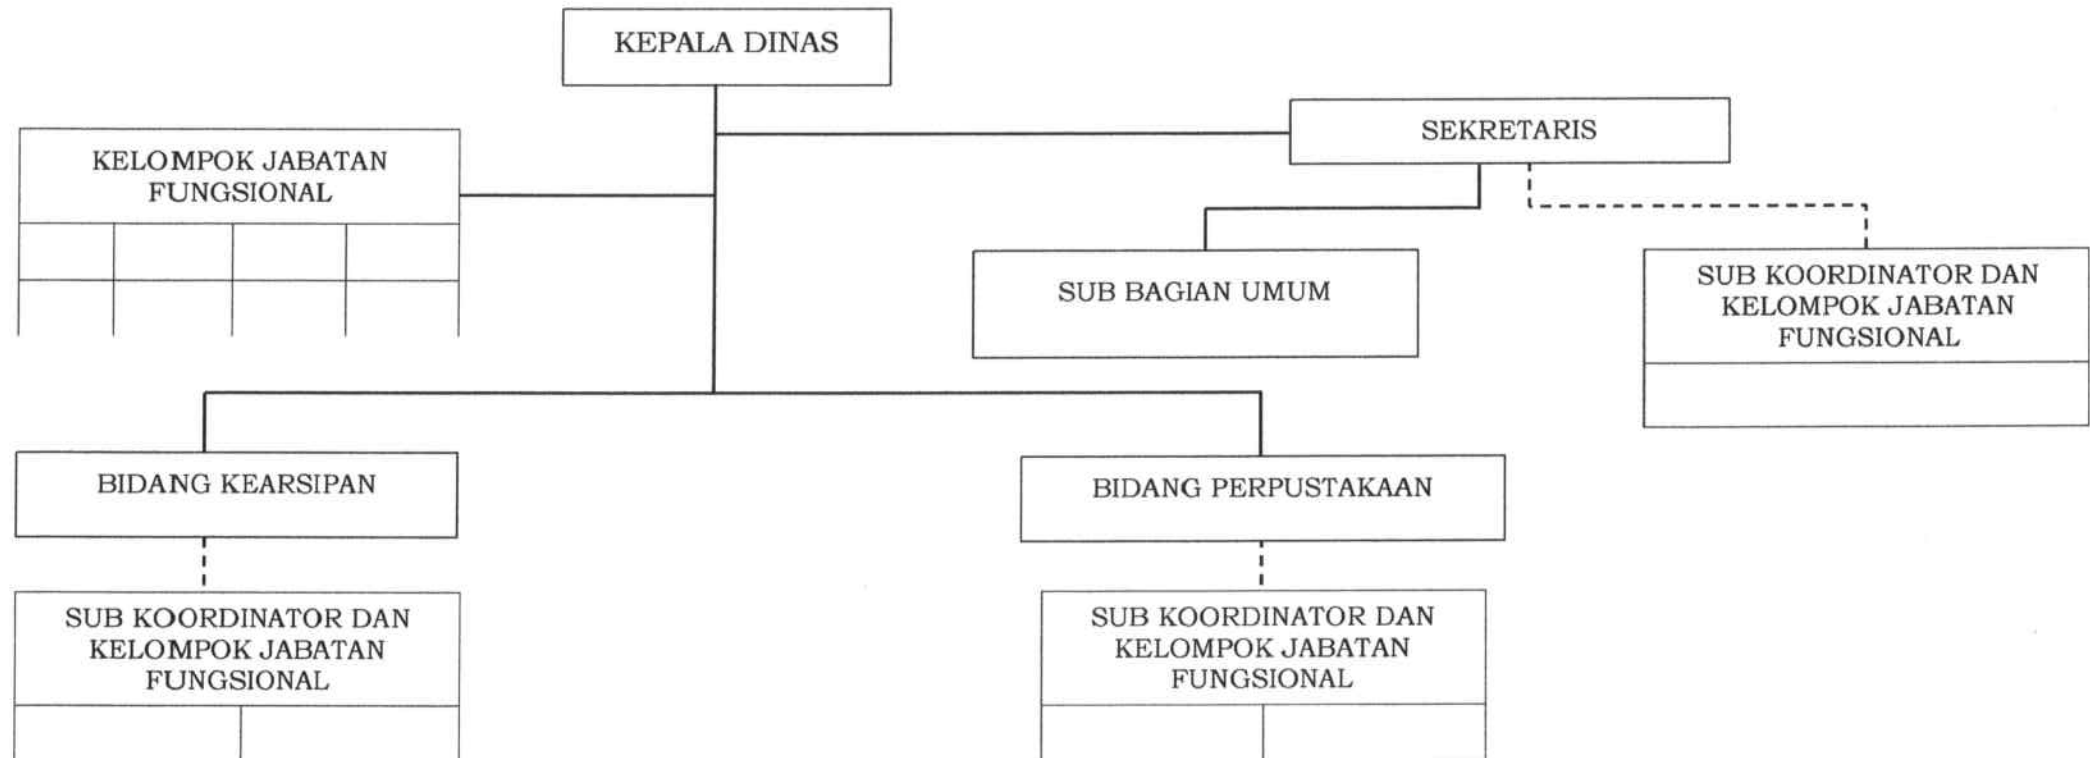 KEPALA DINAS
SEKRETARIS
KELOMPOK JABATAN
FUNGSIONAL
SUB BAGIAN UMUM
SUB KOORDINATOR DAN
KELOMPOK JABATAN
FUNGSIONAL
BIDANG KEARSIPAN
BIDANG PERPUSTAKAAN
SUB KOORDINATOR DAN
KELOMPOK JABATAN
FUNGSIONAL
SUB KOORDINATOR DAN
KELOMPOK JABATAN
FUNGSIONAL